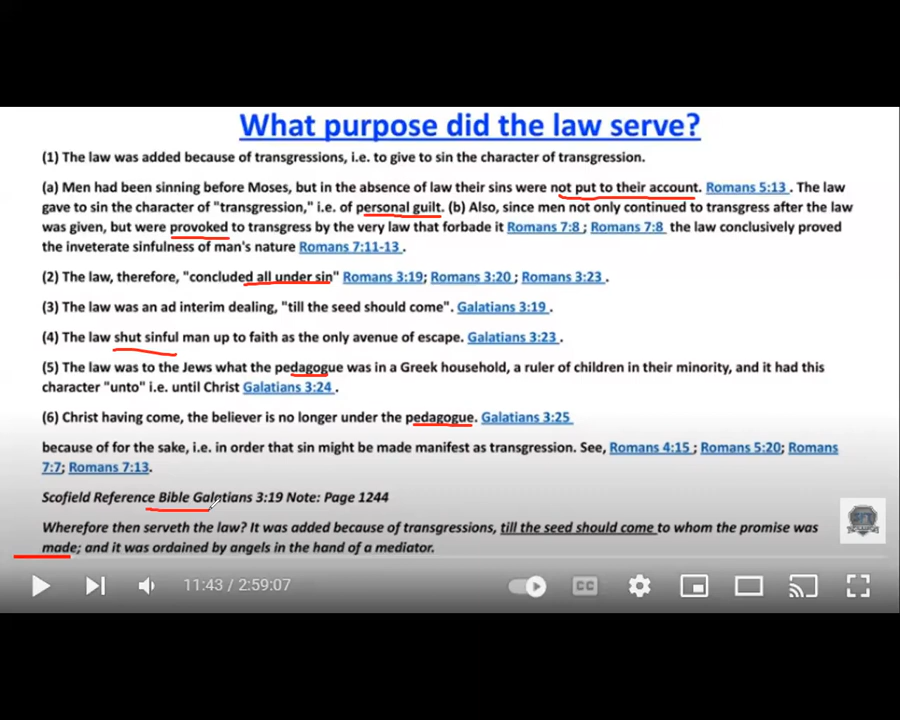 What purpose did the law serve?
(1) The law was added because of transgressions, i.e. to give to sin the character of transgression.
(a) Men had been sinning before Moses, but in the absence of law their sins were not put to their account. Romans 5:13 . The law
gave to sin the character of "transgression," i.e. of personal guilt. (b) Also, since men not only continued to transgress after the law
was given, but were provoked to transgress by the very law that forbade it Romans 7:8 ; Romans 7:8 the law conclusively proved
the inveterate sinfulness of man's nature Romans 7:11-13 .
(2) The law, therefore, "concluded all under sin" Romans 3:19; Romans 3:20 ; Romans 3:23 .
(3) The law was an ad interim dealing, "till the seed should come". Galatians 3:19 .
(4) The law shut sinful man up to faith as the only avenue of escape. Galatians 3:23 .
(5) The law was to the Jews what the pedagogue was in a Greek household, a ruler of children in their minority, and it had this
character "unto" i.e. until Christ Galatians 3:24 .
(6) Christ having come, the believer is no longer under the pedagogue. Galatians 3:25
because of for the sake, i.e. in order that sin might be made manifest as transgression. See, Romans 4:15 ; Romans 5:20; Romans
7:7; Romans 7:13.
Scofield Reference Bible Galatians 3:19 Note: Page 1244
Wherefore then serveth the law? It was added because of transgressions, till the seed should come to whom the promise was
made; and it was ordained by angels in the hand of a mediator.
11:43 / 2:59:07
CC